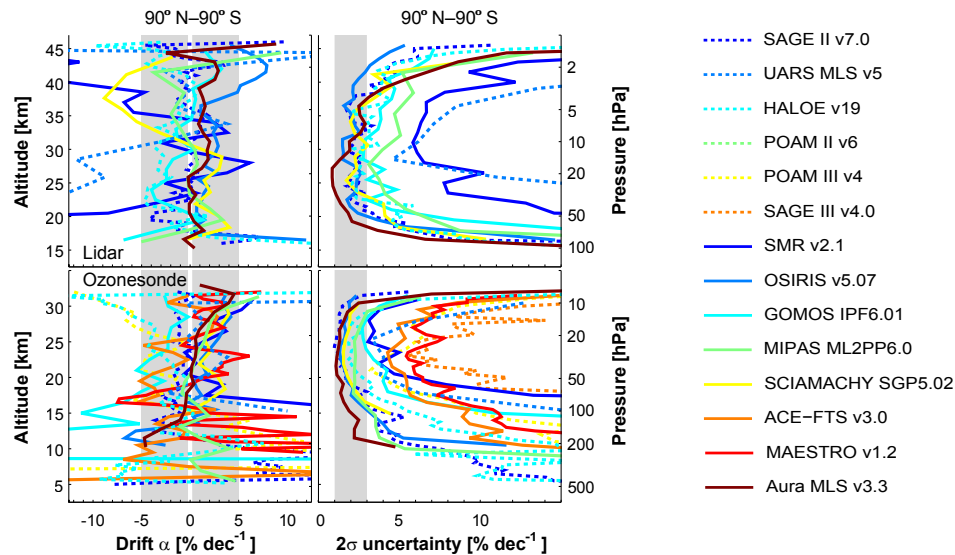 90° N–90° S
90° N–90° S
45
40
35
30
25
20
15
Altitude [km]
Lidar
2
5
10
20
50
100
Pressure [hPa]
Ozonesonde
30
25
20
15
10
5
Altitude [km]
10
20
50
100
200
500
Pressure [hPa]
-10
-5
0
5
10
Drift α [% dec⁻¹]
0
5
10
2σ uncertainty [% dec⁻¹]
SAGE II v7.0
UARS MLS v5
HALOE v19
POAM II v6
POAM III v4
SAGE III v4.0
SMR v2.1
OSIRIS v5.07
GOMOS IPF6.01
MIPAS ML2PP6.0
SCIAMACHY SGP5.02
ACE−FTS v3.0
MAESTRO v1.2
Aura MLS v3.3